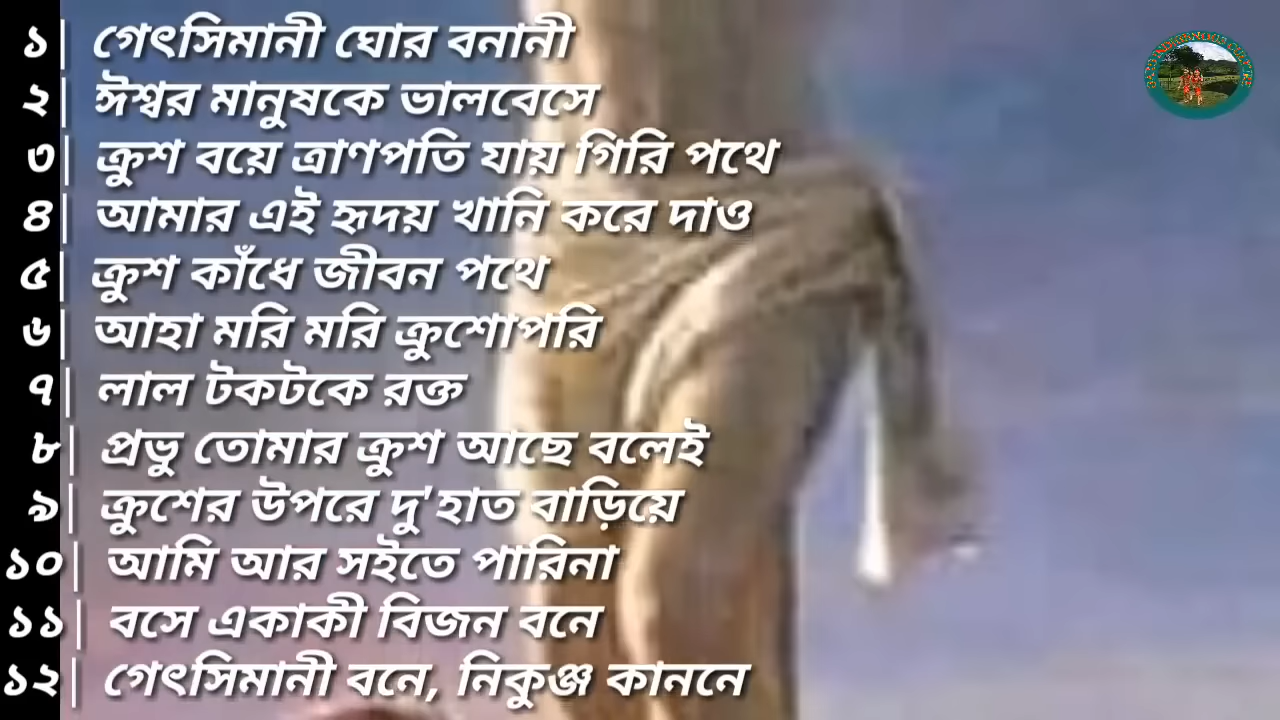 ১| গেৎসিমানী ঘোর বনানী
২| ঈশ্বর মানুষকে ভালবেসে
৩| ক্রুশ বয়ে ত্রাণপতি যায় গিরি পথে
৪| আমার এই হৃদয় খানি করে দাও
৫| ক্রুশ কাঁধে জীবন পথে
৬| আহা মরি মরি ক্রুশোপরি
৭| লাল টকটকে রক্ত
৮| প্রভু তোমার ক্রুশ আছে বলেই
৯| ক্রুশের উপরে দু'হাত বাড়িয়ে
১০| আমি আর সইতে পারিনা
১১| বসে একাকী বিজন বনে
১২| গেৎসিমানী বনে, নিকুঞ্জ কাননে